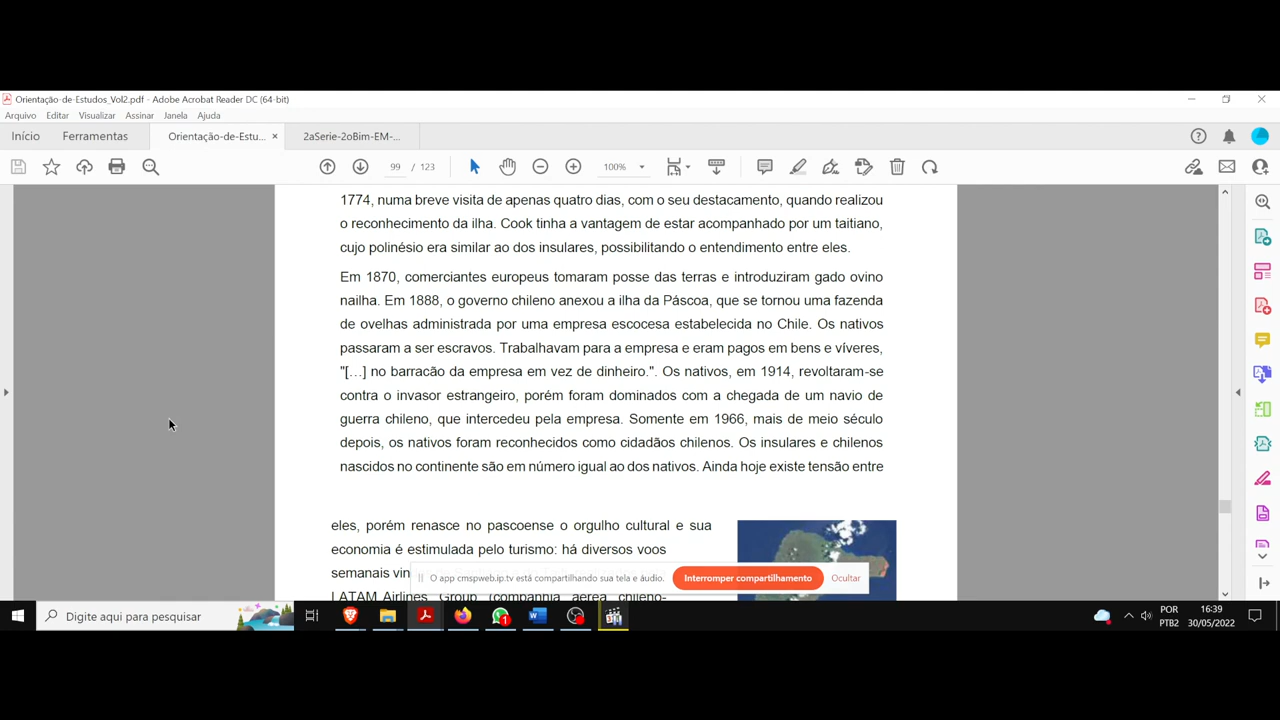 Orientação-de-Estudos_Vol2.pdf - Adobe Acrobat Reader DC (64-bit)
Arquivo Editar Visualizar Assinar Janela Ajuda
Início Ferramentas Orientação-de-Estu... × 2aSerie-2oBim-EM-...
99 / 123 100%
1774, numa breve visita de apenas quatro dias, com o seu destacamento, quando realizou
o reconhecimento da ilha. Cook tinha a vantagem de estar acompanhado por um taitiano,
cujo polinésio era similar ao dos insulares, possibilitando o entendimento entre eles.
Em 1870, comerciantes europeus tomaram posse das terras e introduziram gado ovino
nailha. Em 1888, o governo chileno anexou a ilha da Páscoa, que se tornou uma fazenda
de ovelhas administrada por uma empresa escocesa estabelecida no Chile. Os nativos
passaram a ser escravos. Trabalhavam para a empresa e eram pagos em bens e víveres,
"[…] no barracão da empresa em vez de dinheiro.". Os nativos, em 1914, revoltaram-se
contra o invasor estrangeiro, porém foram dominados com a chegada de um navio de
guerra chileno, que intercedeu pela empresa. Somente em 1966, mais de meio século
depois, os nativos foram reconhecidos como cidadãos chilenos. Os insulares e chilenos
nascidos no continente são em número igual ao dos nativos. Ainda hoje existe tensão entre
eles, porém renasce no pascoense o orgulho cultural e sua
economia é estimulada pelo turismo: há diversos voos
semanais vin
O app cmspweb.ip.tv está compartilhando sua tela e áudio. Interromper compartilhamento Ocultar
LATAM Airlines Group (companhia aérea chileno-
Digite aqui para pesquisar
1
POR 16:39
PTB2 30/05/2022